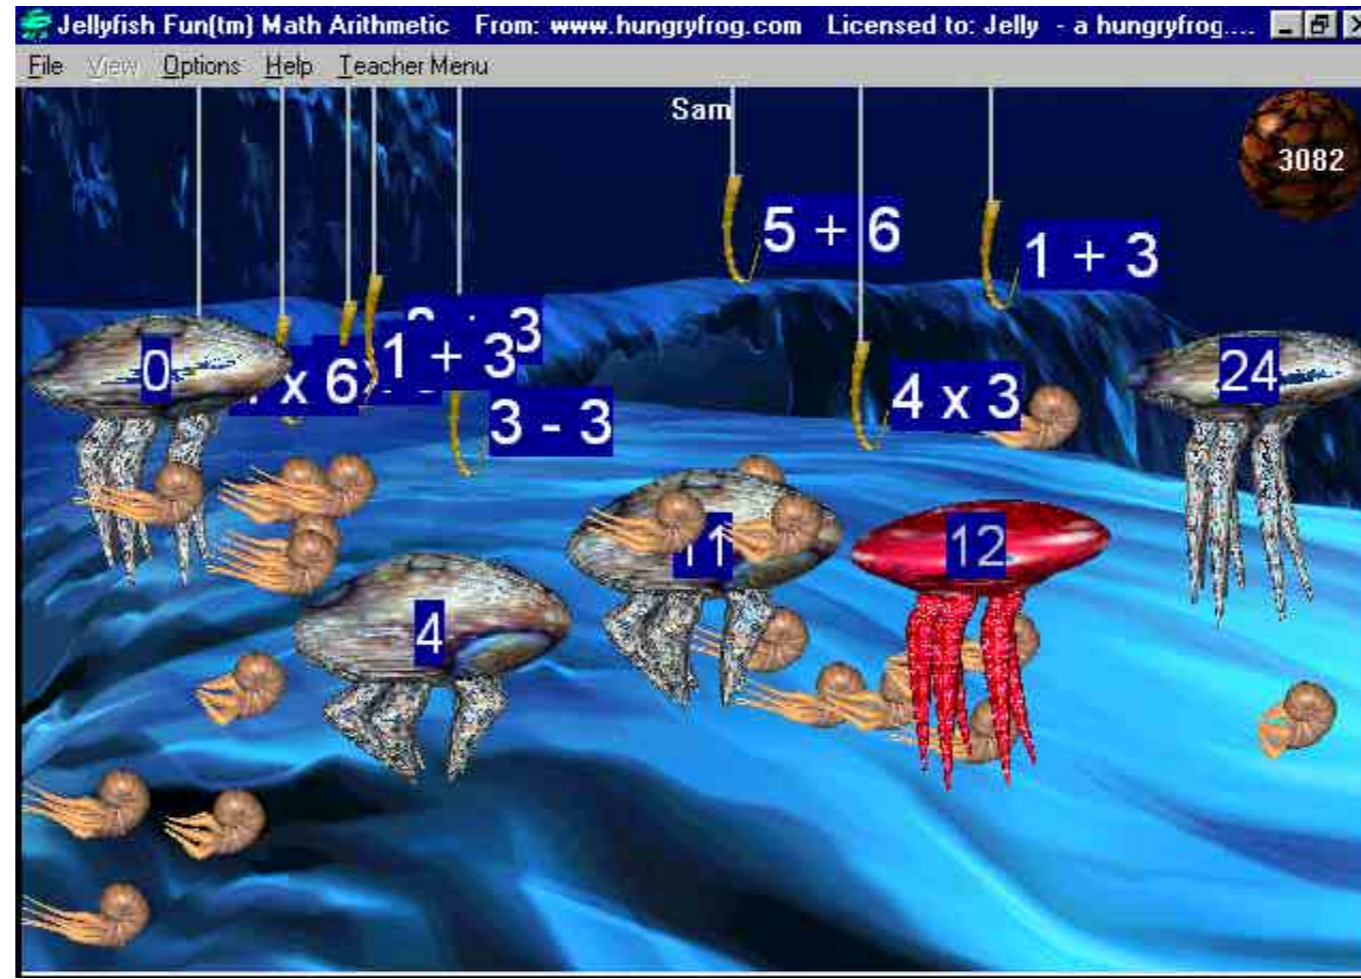 Jellyfish Fun(tm) Math Arithmetic From: www.hungryfrog.com Licensed to: Jelly - a hungryfrog....
File View Options Help Teacher Menu
Sam
3082
5 + 6
1 + 3
1 + 3
3
0
x 6
24
4 x 3
3 - 3
11
12
4